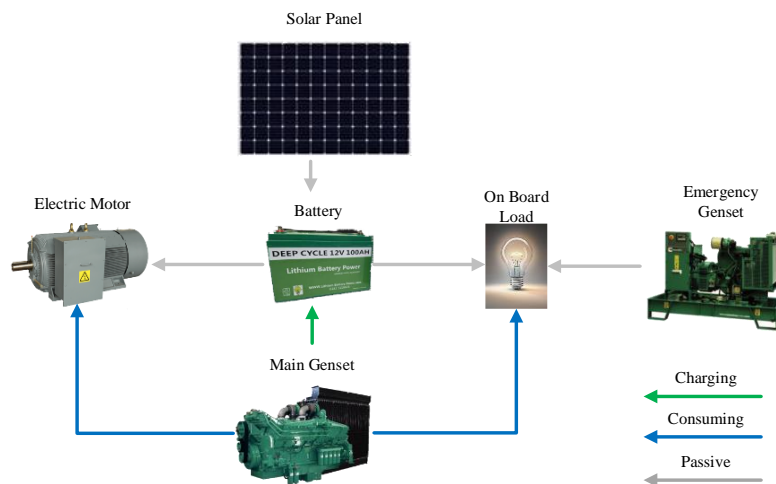 Solar Panel
Electric Motor
Battery
On Board
Load
Emergency
Genset
DEEP CYCLE 12V 100AH
Lithium Battery Power
Main Genset
Charging
Consuming
Passive